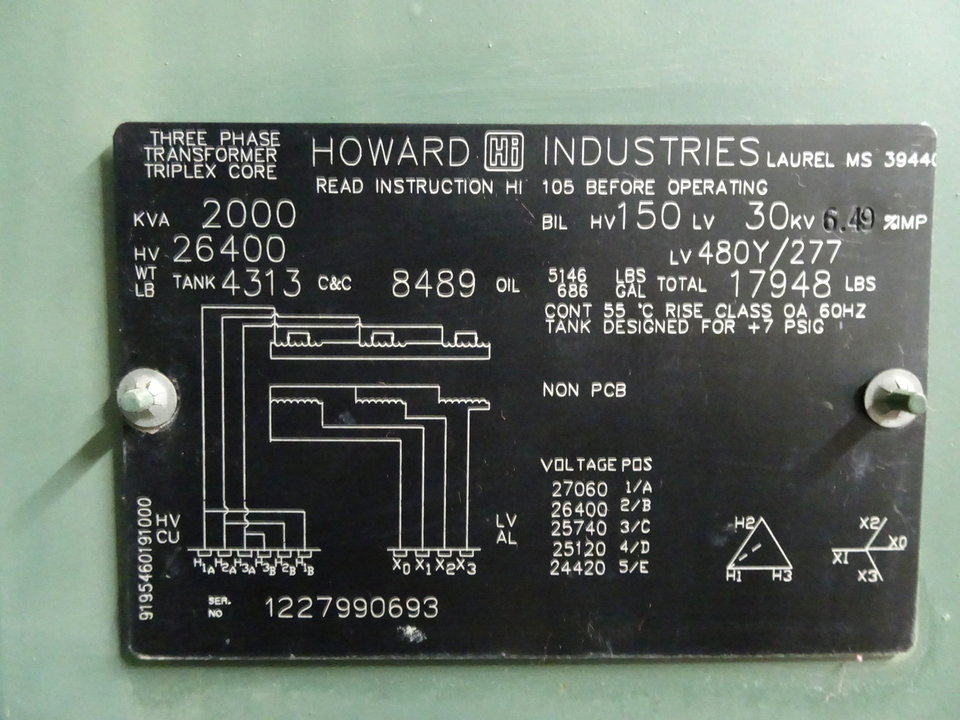 THREE PHASE
TRANSFORMER
TRIPLEX CORE
HOWARD Hi INDUSTRIES LAUREL MS 39440
READ INSTRUCTION HI 105 BEFORE OPERATING
KVA 2000
BIL HV 150 LV 30KV 6.49 %IMP
HV 26400
LV 480Y/277
WT LB TANK 4313 C&C 8489 OIL 5146 LBS 686 GAL TOTAL 17948 LBS
CONT 55 °C RISE CLASS OA 60HZ
TANK DESIGNED FOR +7 PSIG
NON PCB
VOLTAGE POS
27060 1/A
26400 2/B
25740 3/C
25120 4/D
24420 5/E
HV
CU
LV
AL
H1A H2A H3A H3B H2B H1B
X0 X1 X2 X3
H2
H1 H3
X2
X1 X0
X3
9195460191000
SER.
NO 1227990693